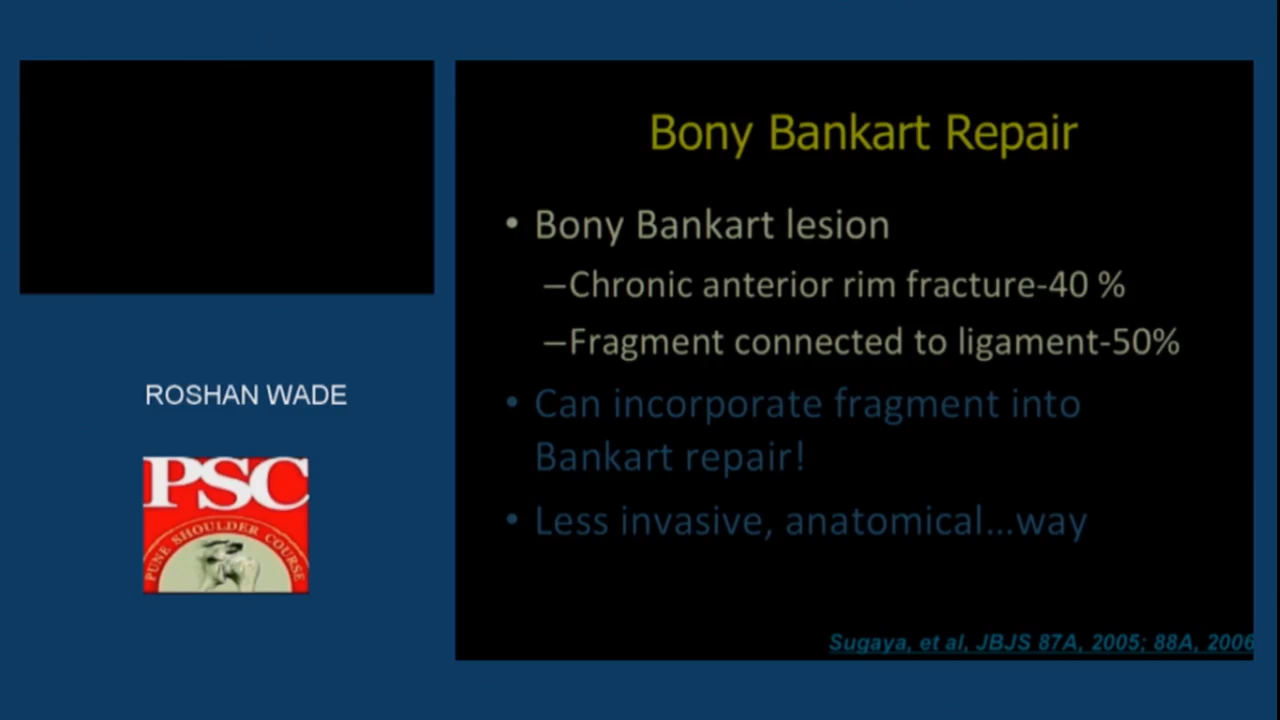 Bony Bankart Repair
• Bony Bankart lesion
–Chronic anterior rim fracture-40 %
–Fragment connected to ligament-50%
• Can incorporate fragment into
Bankart repair!
• Less invasive, anatomical...way
Sugaya, et al, JBJS 87A, 2005; 88A, 2006
ROSHAN WADE
PSC
PUNE SHOULDER COURSE